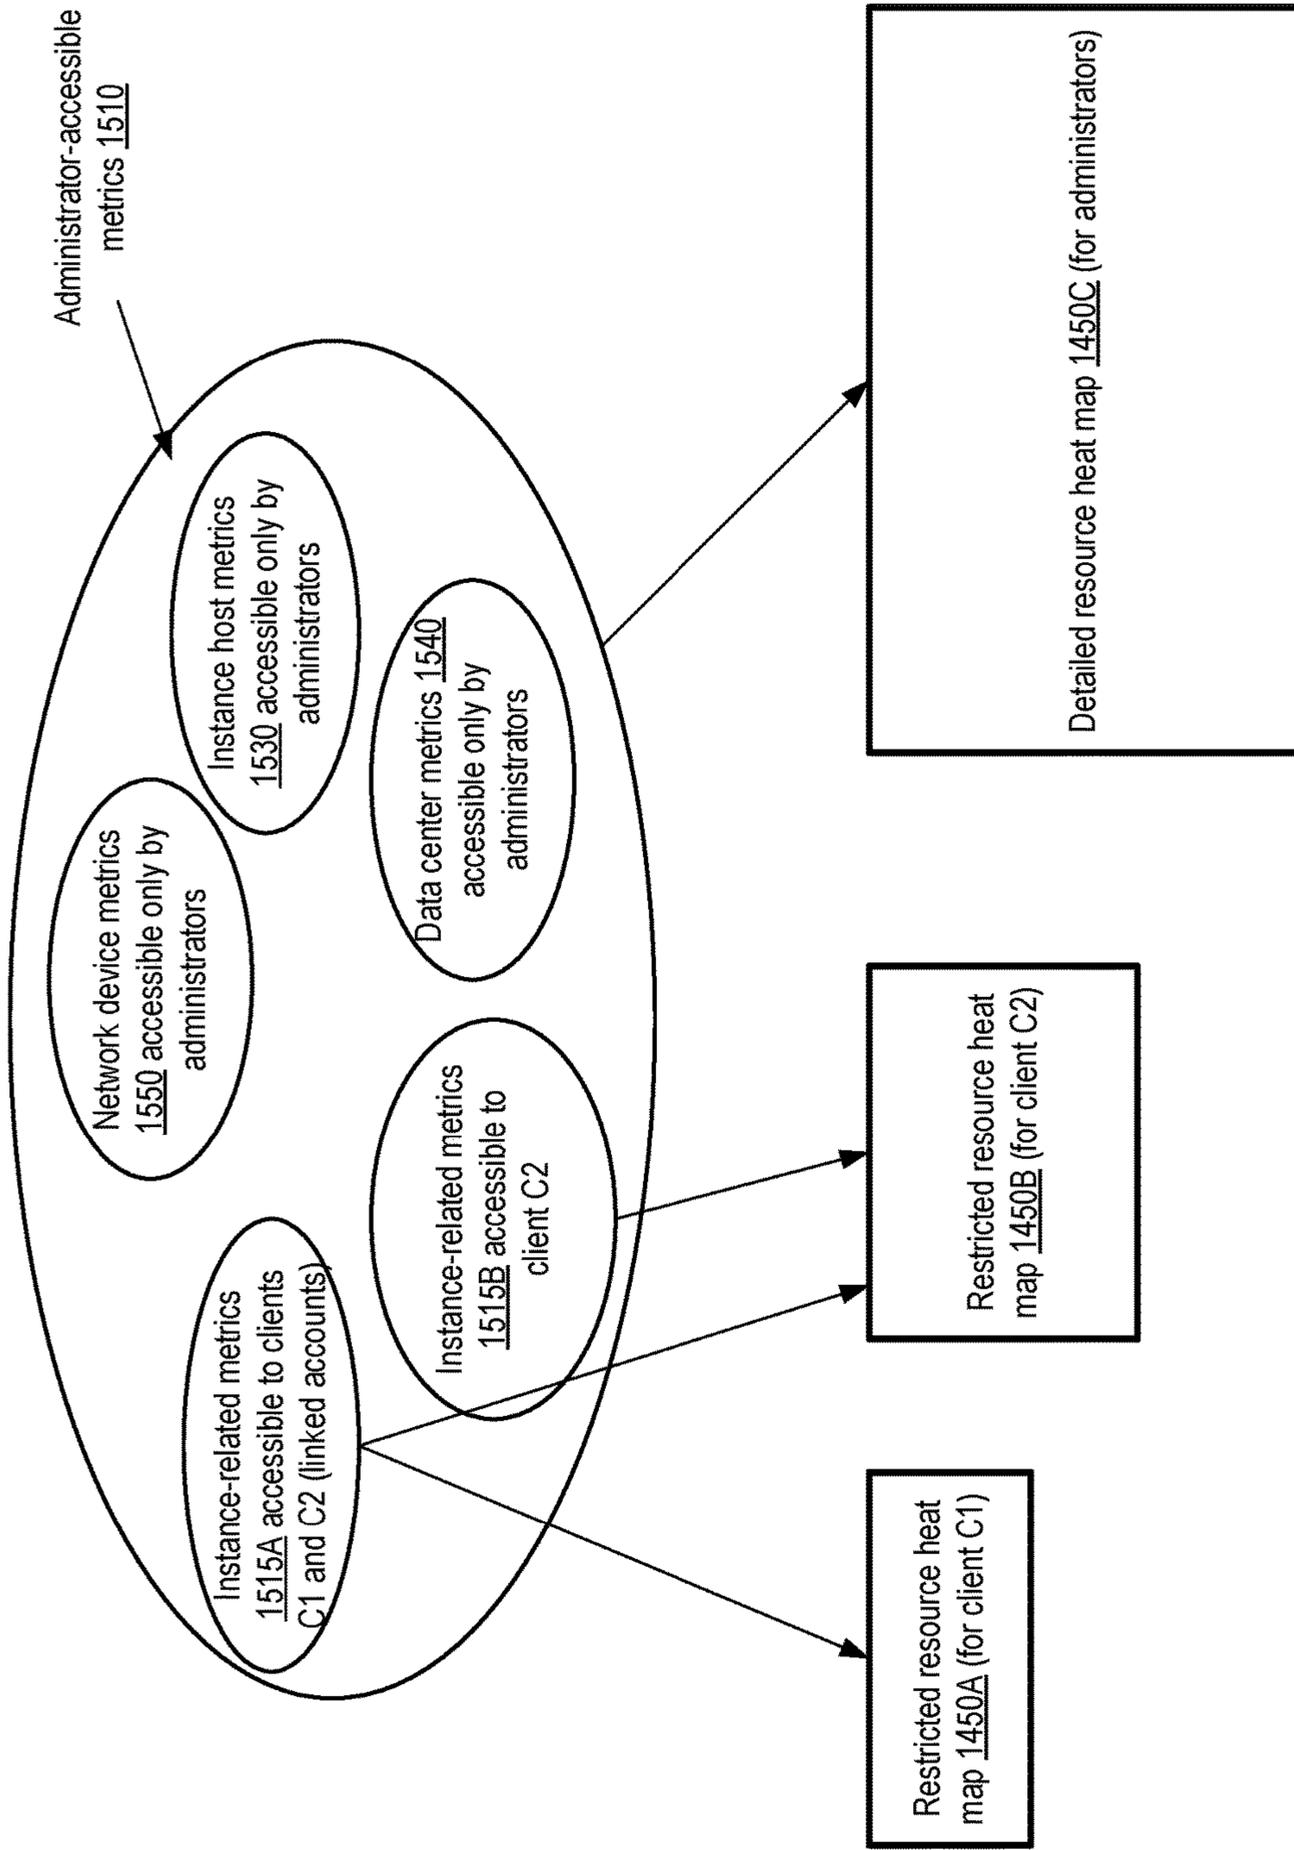 Administrator-accessible
metrics 1510
Network device metrics
1550 accessible only by
administrators
Instance host metrics
1530 accessible only by
administrators
Instance-related metrics
1515A accessible to clients
C1 and C2 (linked accounts)
Data center metrics 1540
accessible only by
administrators
Instance-related metrics
1515B accessible to
client C2
Restricted resource heat
map 1450A (for client C1)
Restricted resource heat
map 1450B (for client C2)
Detailed resource heat map 1450C (for administrators)